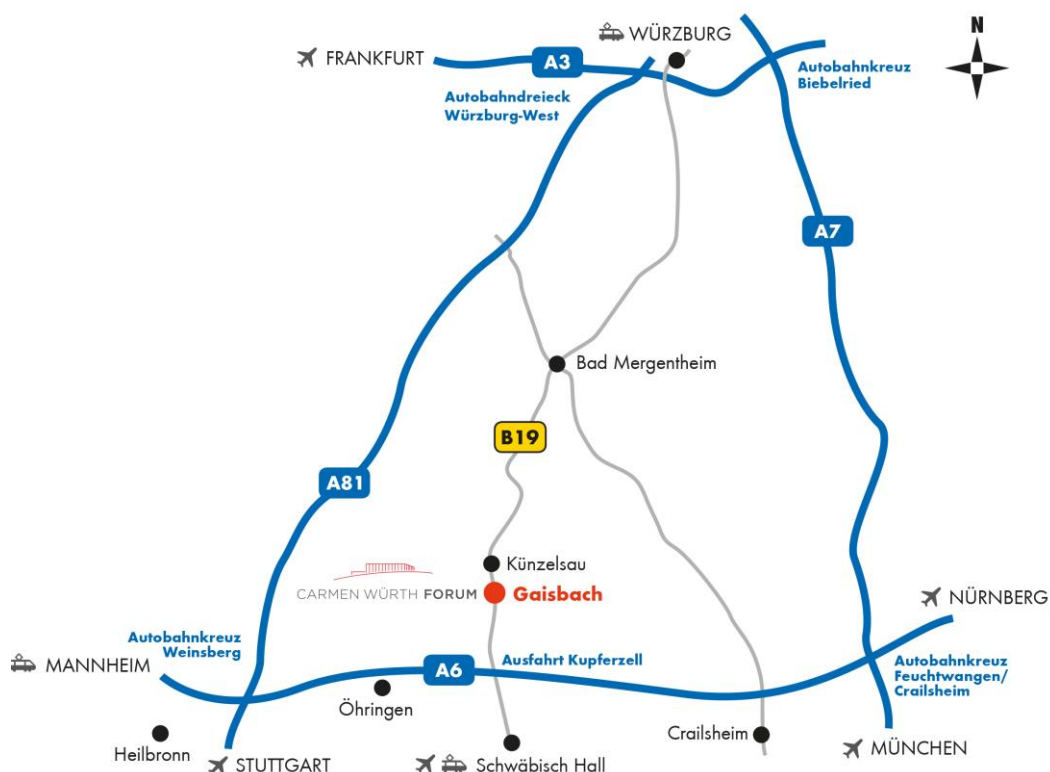 WÜRZBURG
N
FRANKFURT
A3
Autobahnkreuz
Biebelried
Autobahndreieck
Würzburg-West
A7
Bad Mergentheim
B19
A81
Künzelsau
CARMEN WÜRTH FORUM
Gaisbach
NÜRNBERG
Autobahnkreuz
Weinsberg
MANNHEIM
A6
Ausfahrt Kupferzell
Autobahnkreuz
Feuchtwangen/
Crailsheim
Öhringen
Heilbronn
STUTTGART
Schwäbisch Hall
Crailsheim
MÜNCHEN